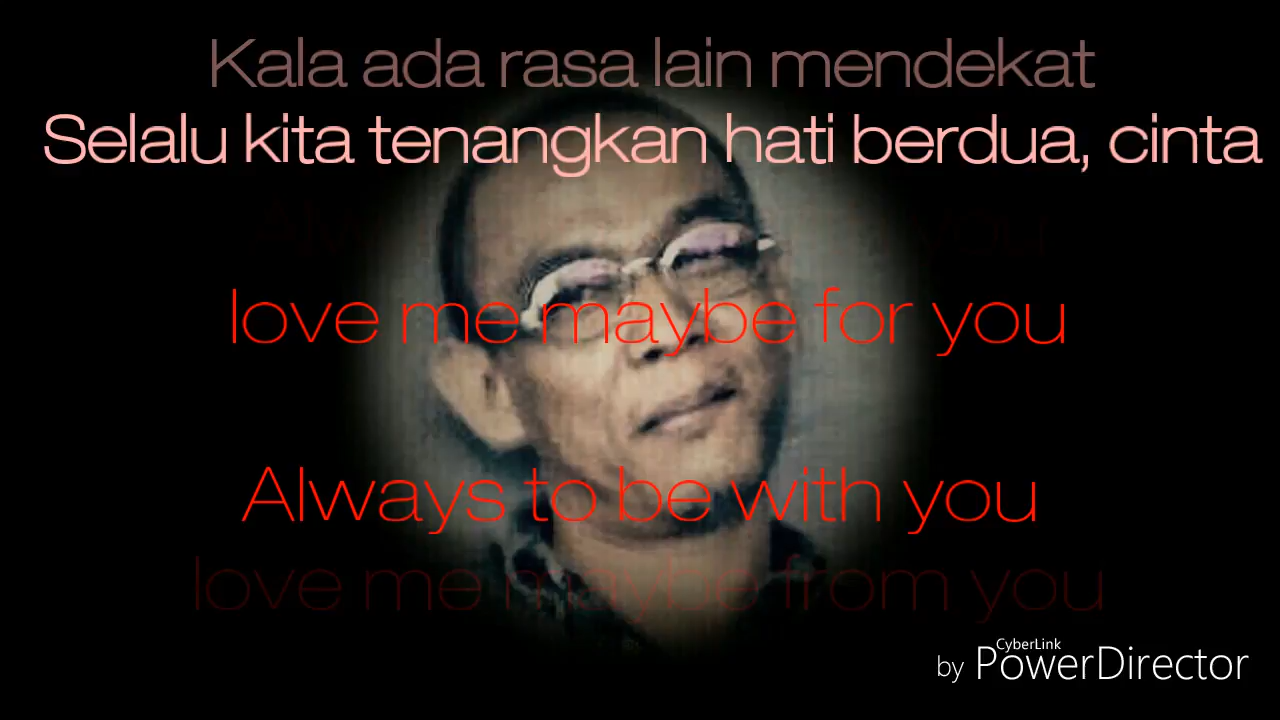 Kala ada rasa lain mendekat
Selalu kita tenangkan hati berdua, cinta
love me maybe for you
Always to be with you
love me maybe from you
by CyberLink PowerDirector